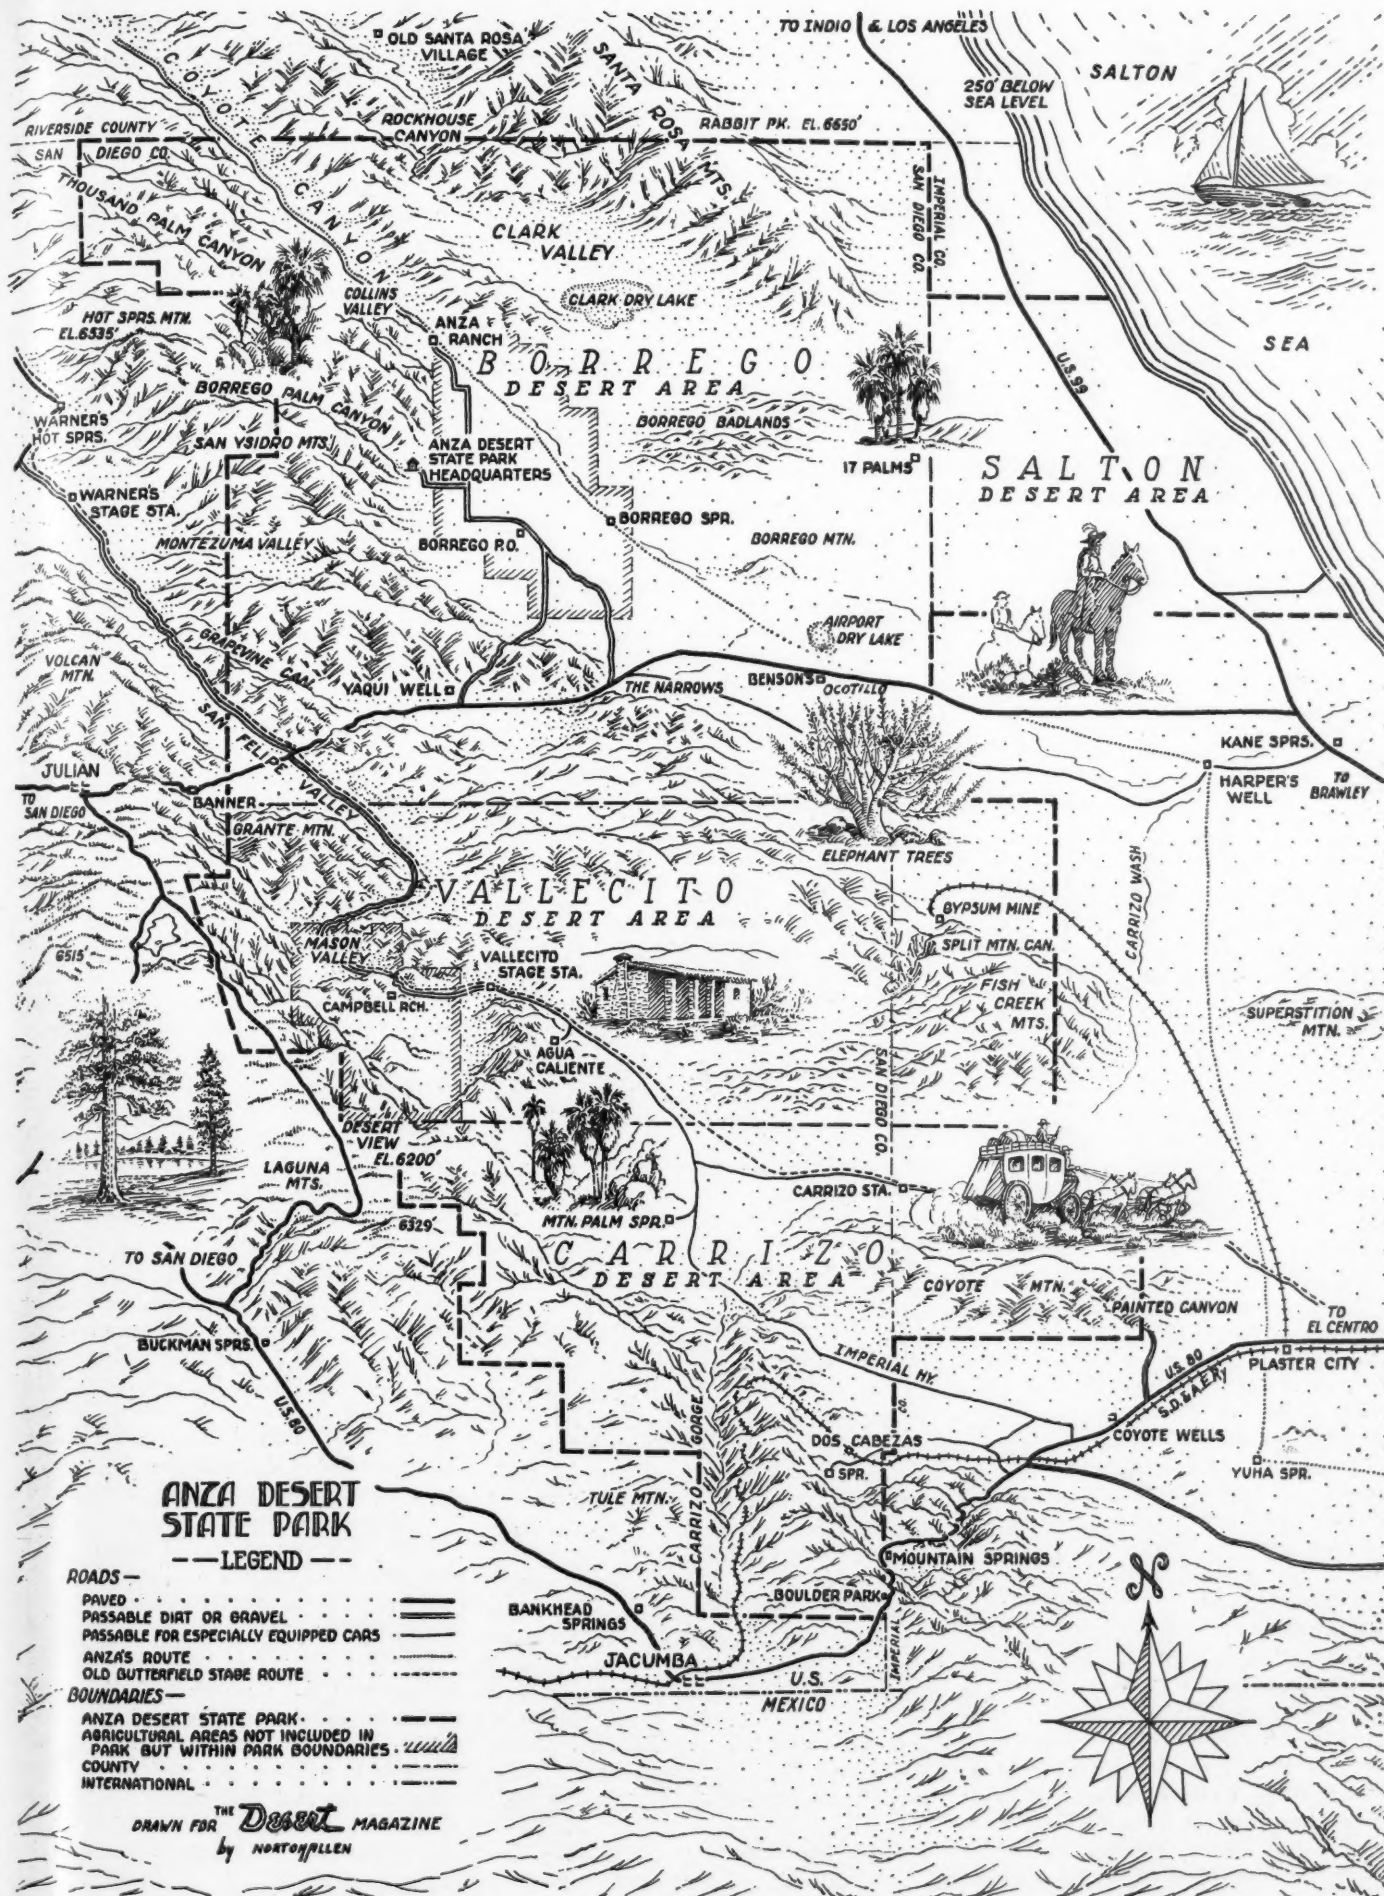 TO INDIO & LOS ANGELES
OLD SANTA ROSA
VILLAGE
COYOTE CANYON
SANTA ROSA MTS.
250' BELOW
SEA LEVEL
SALTON
SEA
RIVERSIDE COUNTY
SAN DIEGO CO.
ROCKHOUSE
CANYON
RABBIT PK. EL. 6650'
IMPERIAL CO.
SAN DIEGO CO.
THOUSAND PALM CANYON
CLARK
VALLEY
COLLINS
VALLEY
CLARK DRY LAKE
HOT SPRS. MTN.
EL. 6535'
ANZA
RANCH
BORREGO
DESERT AREA
U.S. 99
BORREGO PALM CANYON
WARNER'S
HOT SPRS.
SAN YSIDRO MTS.
BORREGO BADLANDS
ANZA DESERT
STATE PARK
HEADQUARTERS
17 PALMS
SALTON
DESERT AREA
WARNER'S
STAGE STA.
BORREGO SPR.
MONTEZUMA VALLEY
BORREGO P.O.
BORREGO MTN.
GRAPEVINE CAN.
AIRPORT
DRY LAKE
VOLCAN
MTN.
YAQUI WELL
THE NARROWS
BENSON'S
OCOTILLO
SAN FELIPE VALLEY
KANE SPRS.
JULIAN
TO
SAN DIEGO
BANNER
HARPER'S
WELL
TO
BRAWLEY
GRANTE MTN.
ELEPHANT TREES
CARRIZO WASH
VALLECITO
DESERT AREA
GYPSUM MINE
MASON
VALLEY
VALLECITO
STAGE STA.
SPLIT MTN. CAN.
6515'
CAMPBELL RCH.
FISH
CREEK
MTS.
SUPERSTITION
MTN.
AGUA
CALIENTE
SAN DIEGO CO.
DESERT
VIEW
EL. 6200'
LAGUNA
MTS.
CARRIZO STA.
MTN. PALM SPR.
6329'
TO SAN DIEGO
CARRIZO
DESERT AREA
COYOTE MTN.
PAINTED CANYON
TO
EL CENTRO
BUCKMAN SPRS.
IMPERIAL HY.
U.S. 80
S.D. & A.E. RY
PLASTER CITY
U.S. 80
CARRIZO GORGE
CO.
DOS CABEZAS
SPR.
COYOTE WELLS
YUHA SPR.
TULE MTN.
MOUNTAIN SPRINGS
BOULDER PARK
BANKHEAD
SPRINGS
JACUMBA
IMPERIAL
U.S.
MEXICO
N
ANZA DESERT
STATE PARK
LEGEND
ROADS —
PAVED
PASSABLE DIRT OR GRAVEL
PASSABLE FOR ESPECIALLY EQUIPPED CARS
ANZA'S ROUTE
OLD BUTTERFIELD STAGE ROUTE
BOUNDARIES —
ANZA DESERT STATE PARK
AGRICULTURAL AREAS NOT INCLUDED IN
PARK BUT WITHIN PARK BOUNDARIES
COUNTY
INTERNATIONAL
DRAWN FOR THE Desert MAGAZINE
by NORTON ALLEN